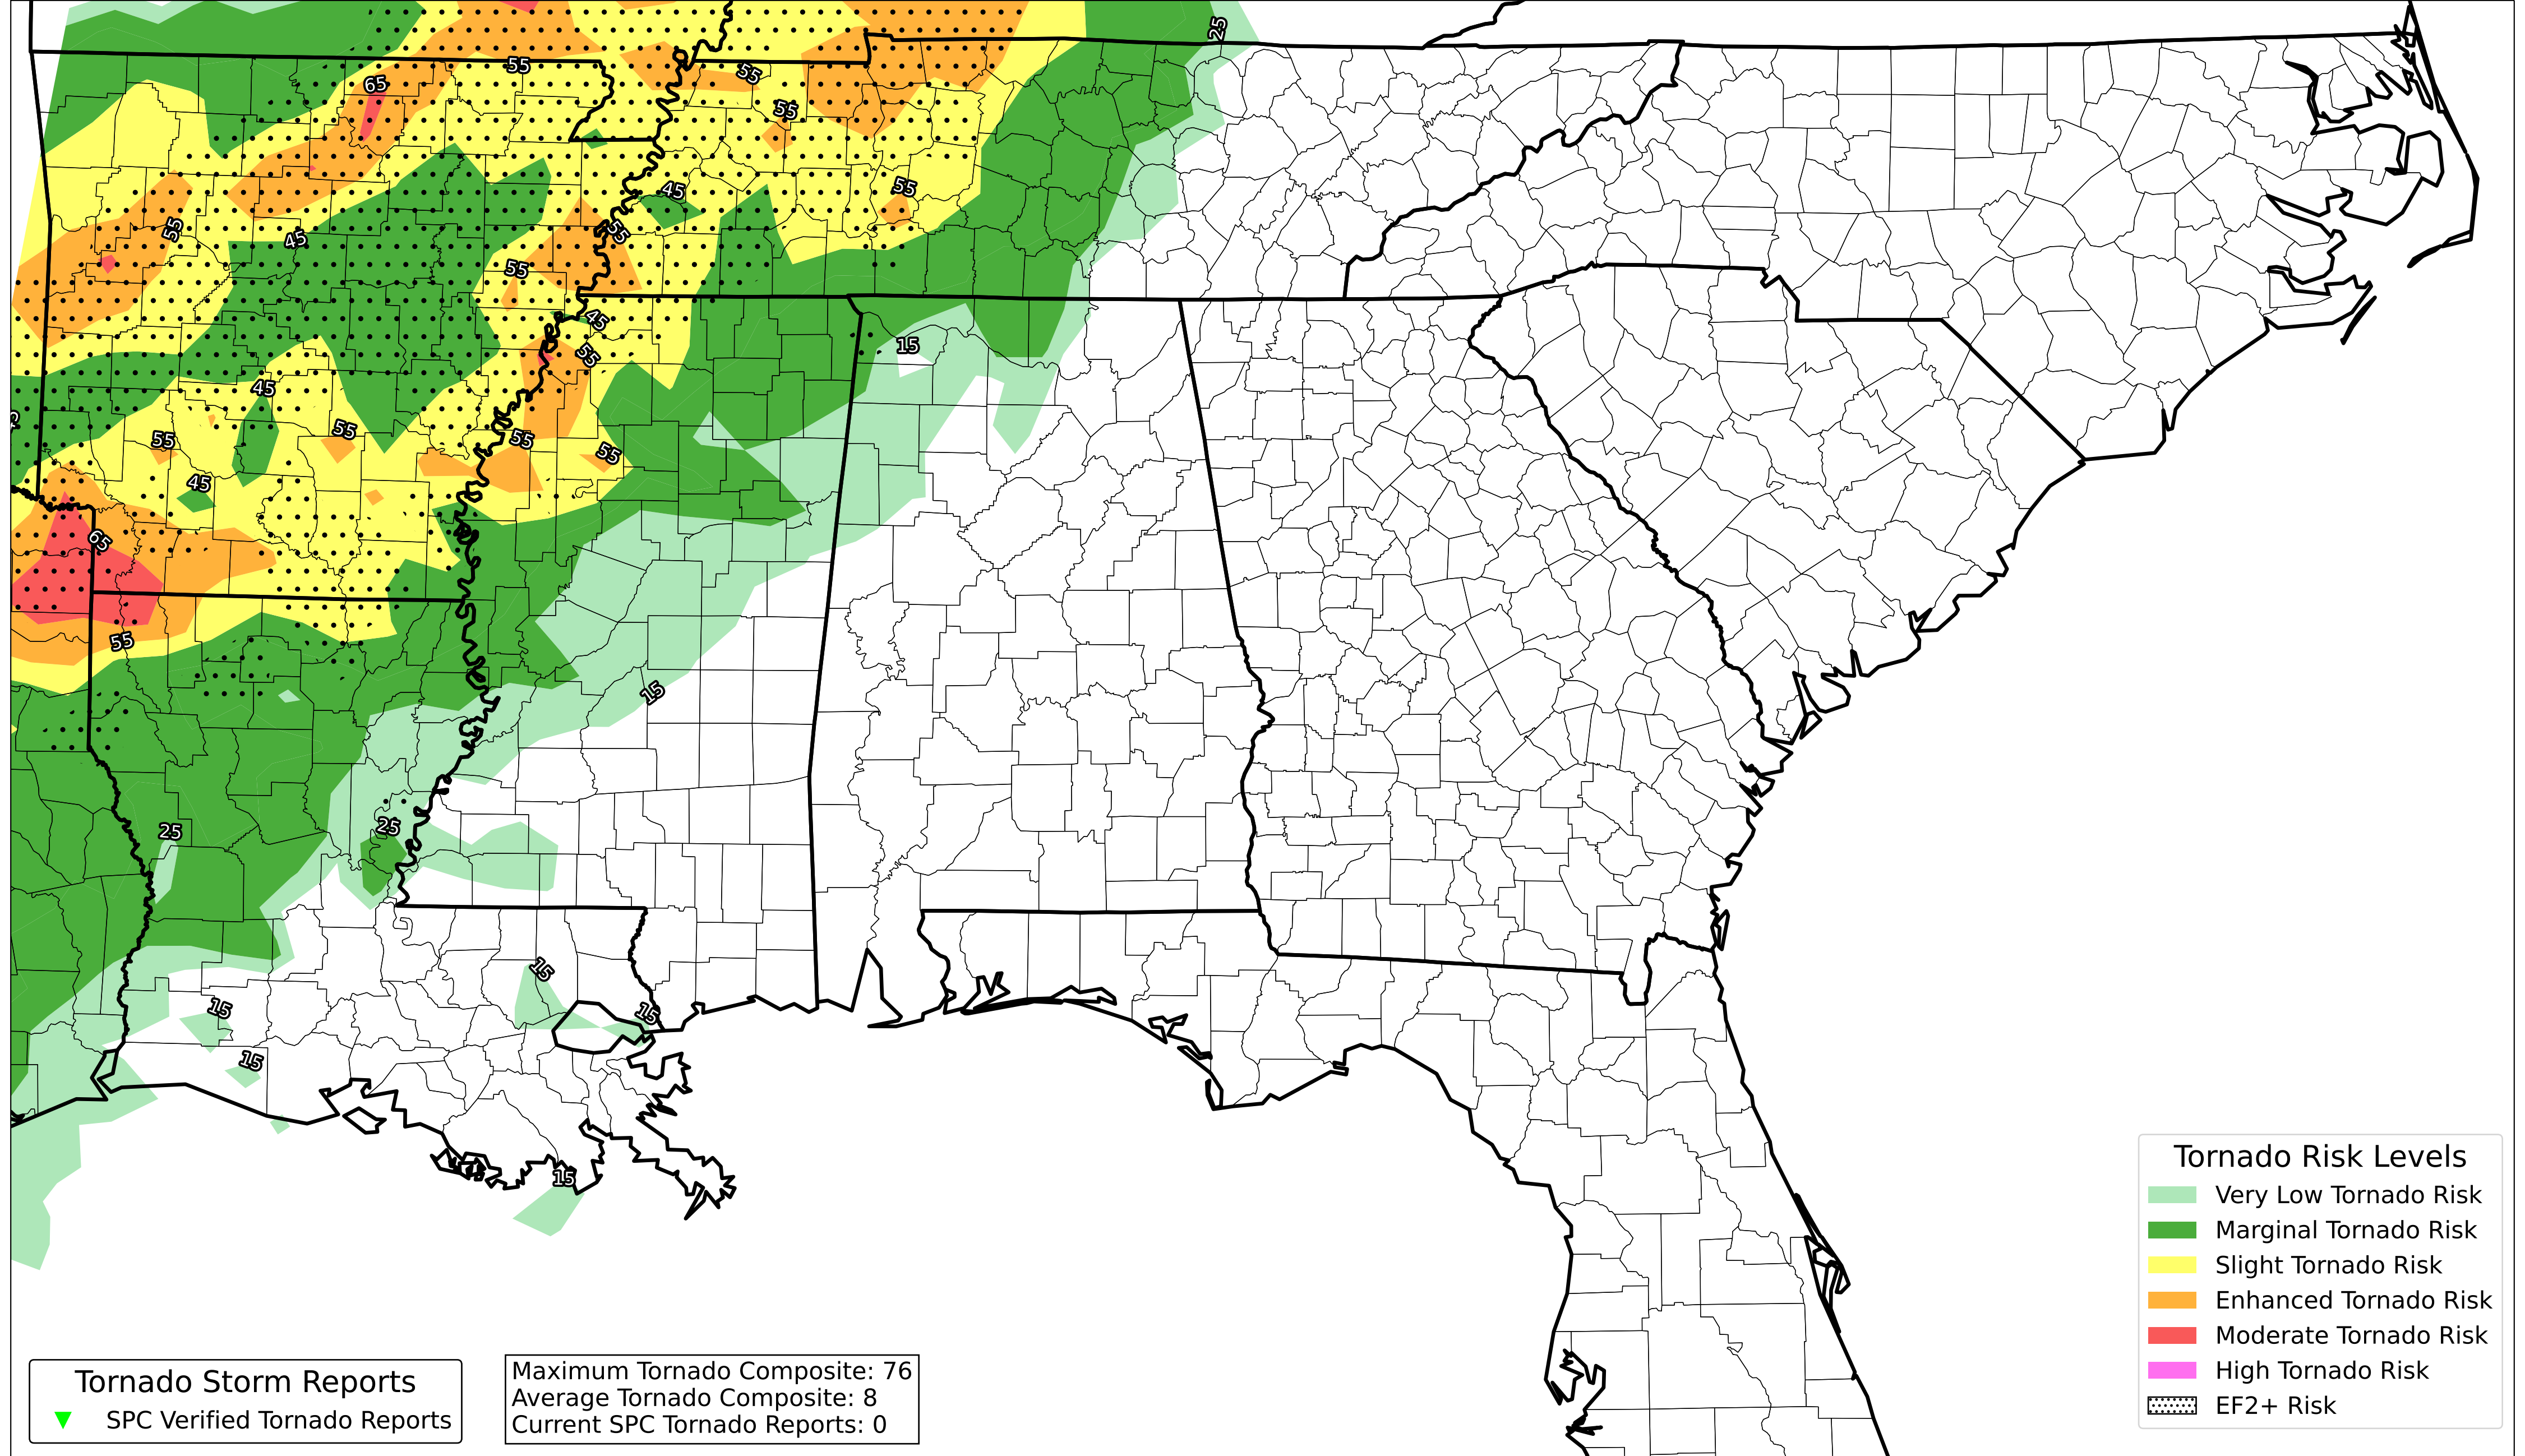 25
55
65
55
55
45
55
55
45
55
55
45
55
45
55
55
55
55
45
65
55
15
15
25
25
15
15
15
15
15
Tornado Risk Levels
Very Low Tornado Risk
Marginal Tornado Risk
Slight Tornado Risk
Enhanced Tornado Risk
Moderate Tornado Risk
High Tornado Risk
EF2+ Risk
Tornado Storm Reports
SPC Verified Tornado Reports
Maximum Tornado Composite: 76
Average Tornado Composite: 8
Current SPC Tornado Reports: 0